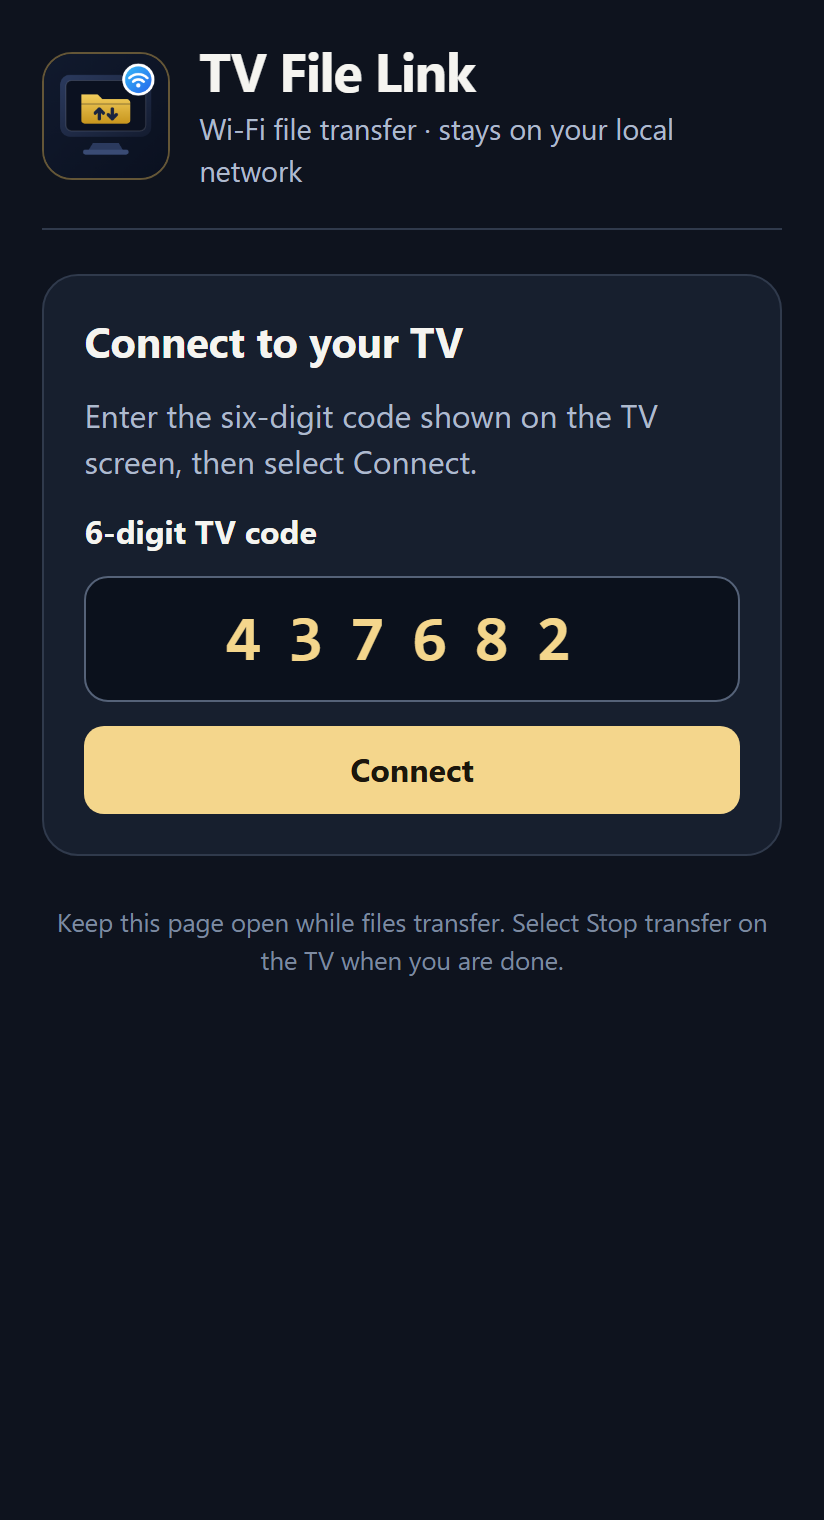 TV File Link
Wi-Fi file transfer · stays on your local
network
Connect to your TV
Enter the six-digit code shown on the TV
screen, then select Connect.
6-digit TV code
4 3 7 6 8 2
Connect
Keep this page open while files transfer. Select Stop transfer on
the TV when you are done.